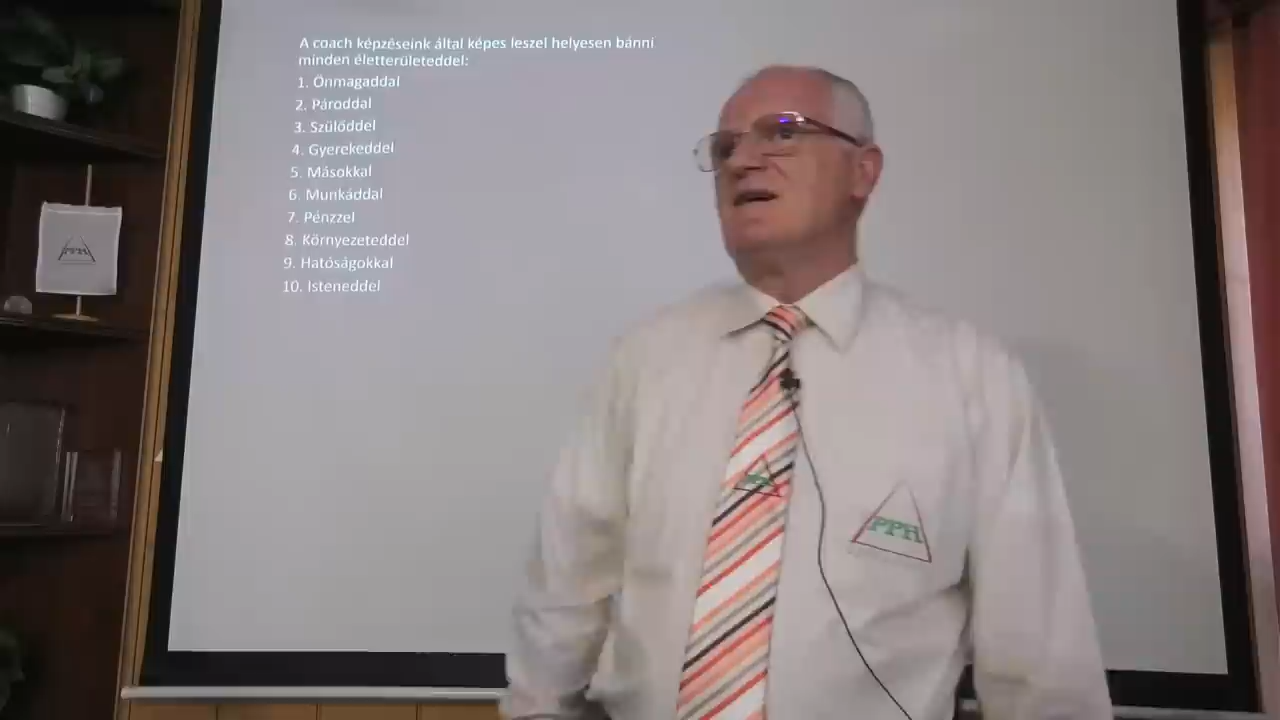 A coach képzéseink által képes leszel helyesen bánni
minden életterületeddel:
1. Önmagaddal
2. Pároddal
3. Szülőddel
4. Gyerekeddel
5. Másokkal
6. Munkáddal
7. Pénzzel
8. Környezeteddel
9. Hatóságokkal
10. Isteneddel
PPH
PPH